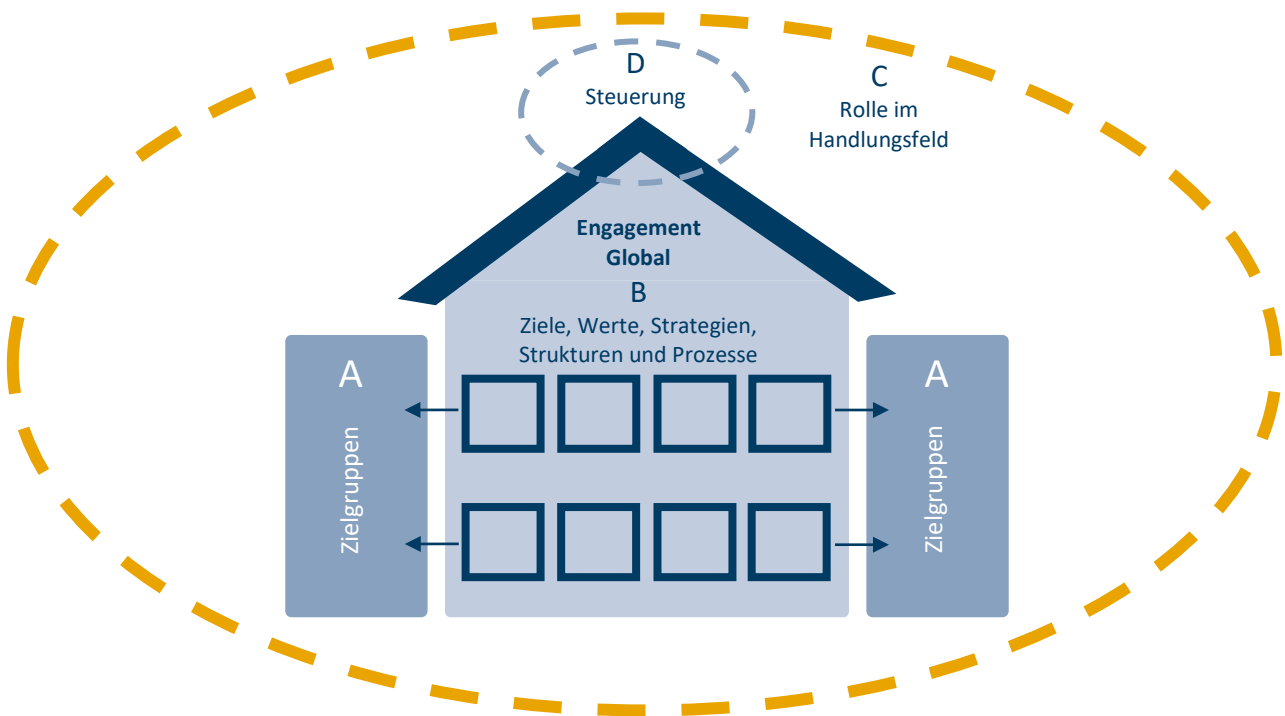 D
Steuerung
C
Rolle im
Handlungsfeld
Engagement
Global
B
Ziele, Werte, Strategien,
Strukturen und Prozesse
A
Zielgruppen
A
Zielgruppen